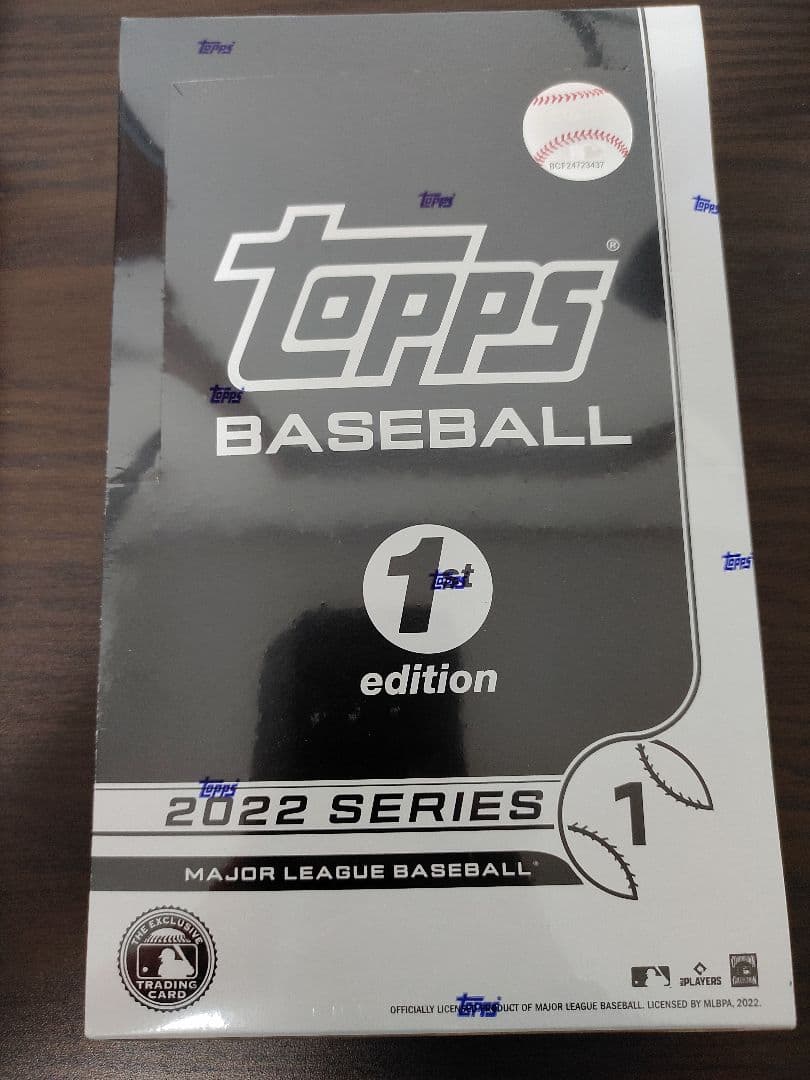 Topps
BCF24723437
Topps
Topps
Topps®
Topps
BASEBALL
Topps
1st
Topps
edition
Topps
2022 SERIES
1
MAJOR LEAGUE BASEBALL®
THE EXCLUSIVE
TRADING
CARD
PLAYERS
Topps
OFFICIALLY LICENSED PRODUCT OF MAJOR LEAGUE BASEBALL. LICENSED BY MLBPA, 2022.